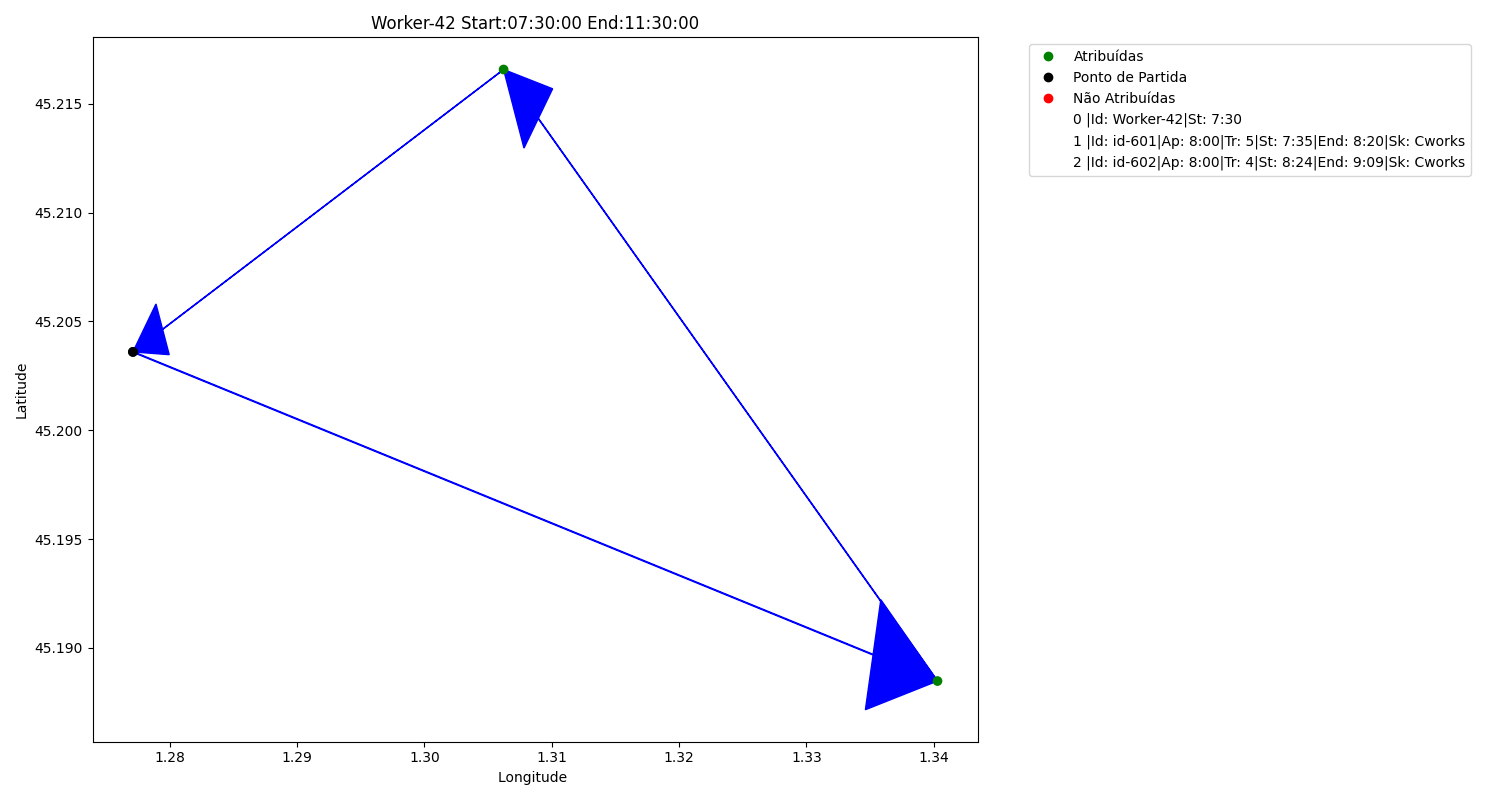 Worker-42 Start:07:30:00 End:11:30:00
Atribuídas
Ponto de Partida
Não Atribuídas
0 |Id: Worker-42|St: 7:30
1 |Id: id-601|Ap: 8:00|Tr: 5|St: 7:35|End: 8:20|Sk: Cworks
2 |Id: id-602|Ap: 8:00|Tr: 4|St: 8:24|End: 9:09|Sk: Cworks
Latitude
45.215
45.210
45.205
45.200
45.195
45.190
1.28 1.29 1.30 1.31 1.32 1.33 1.34
Longitude